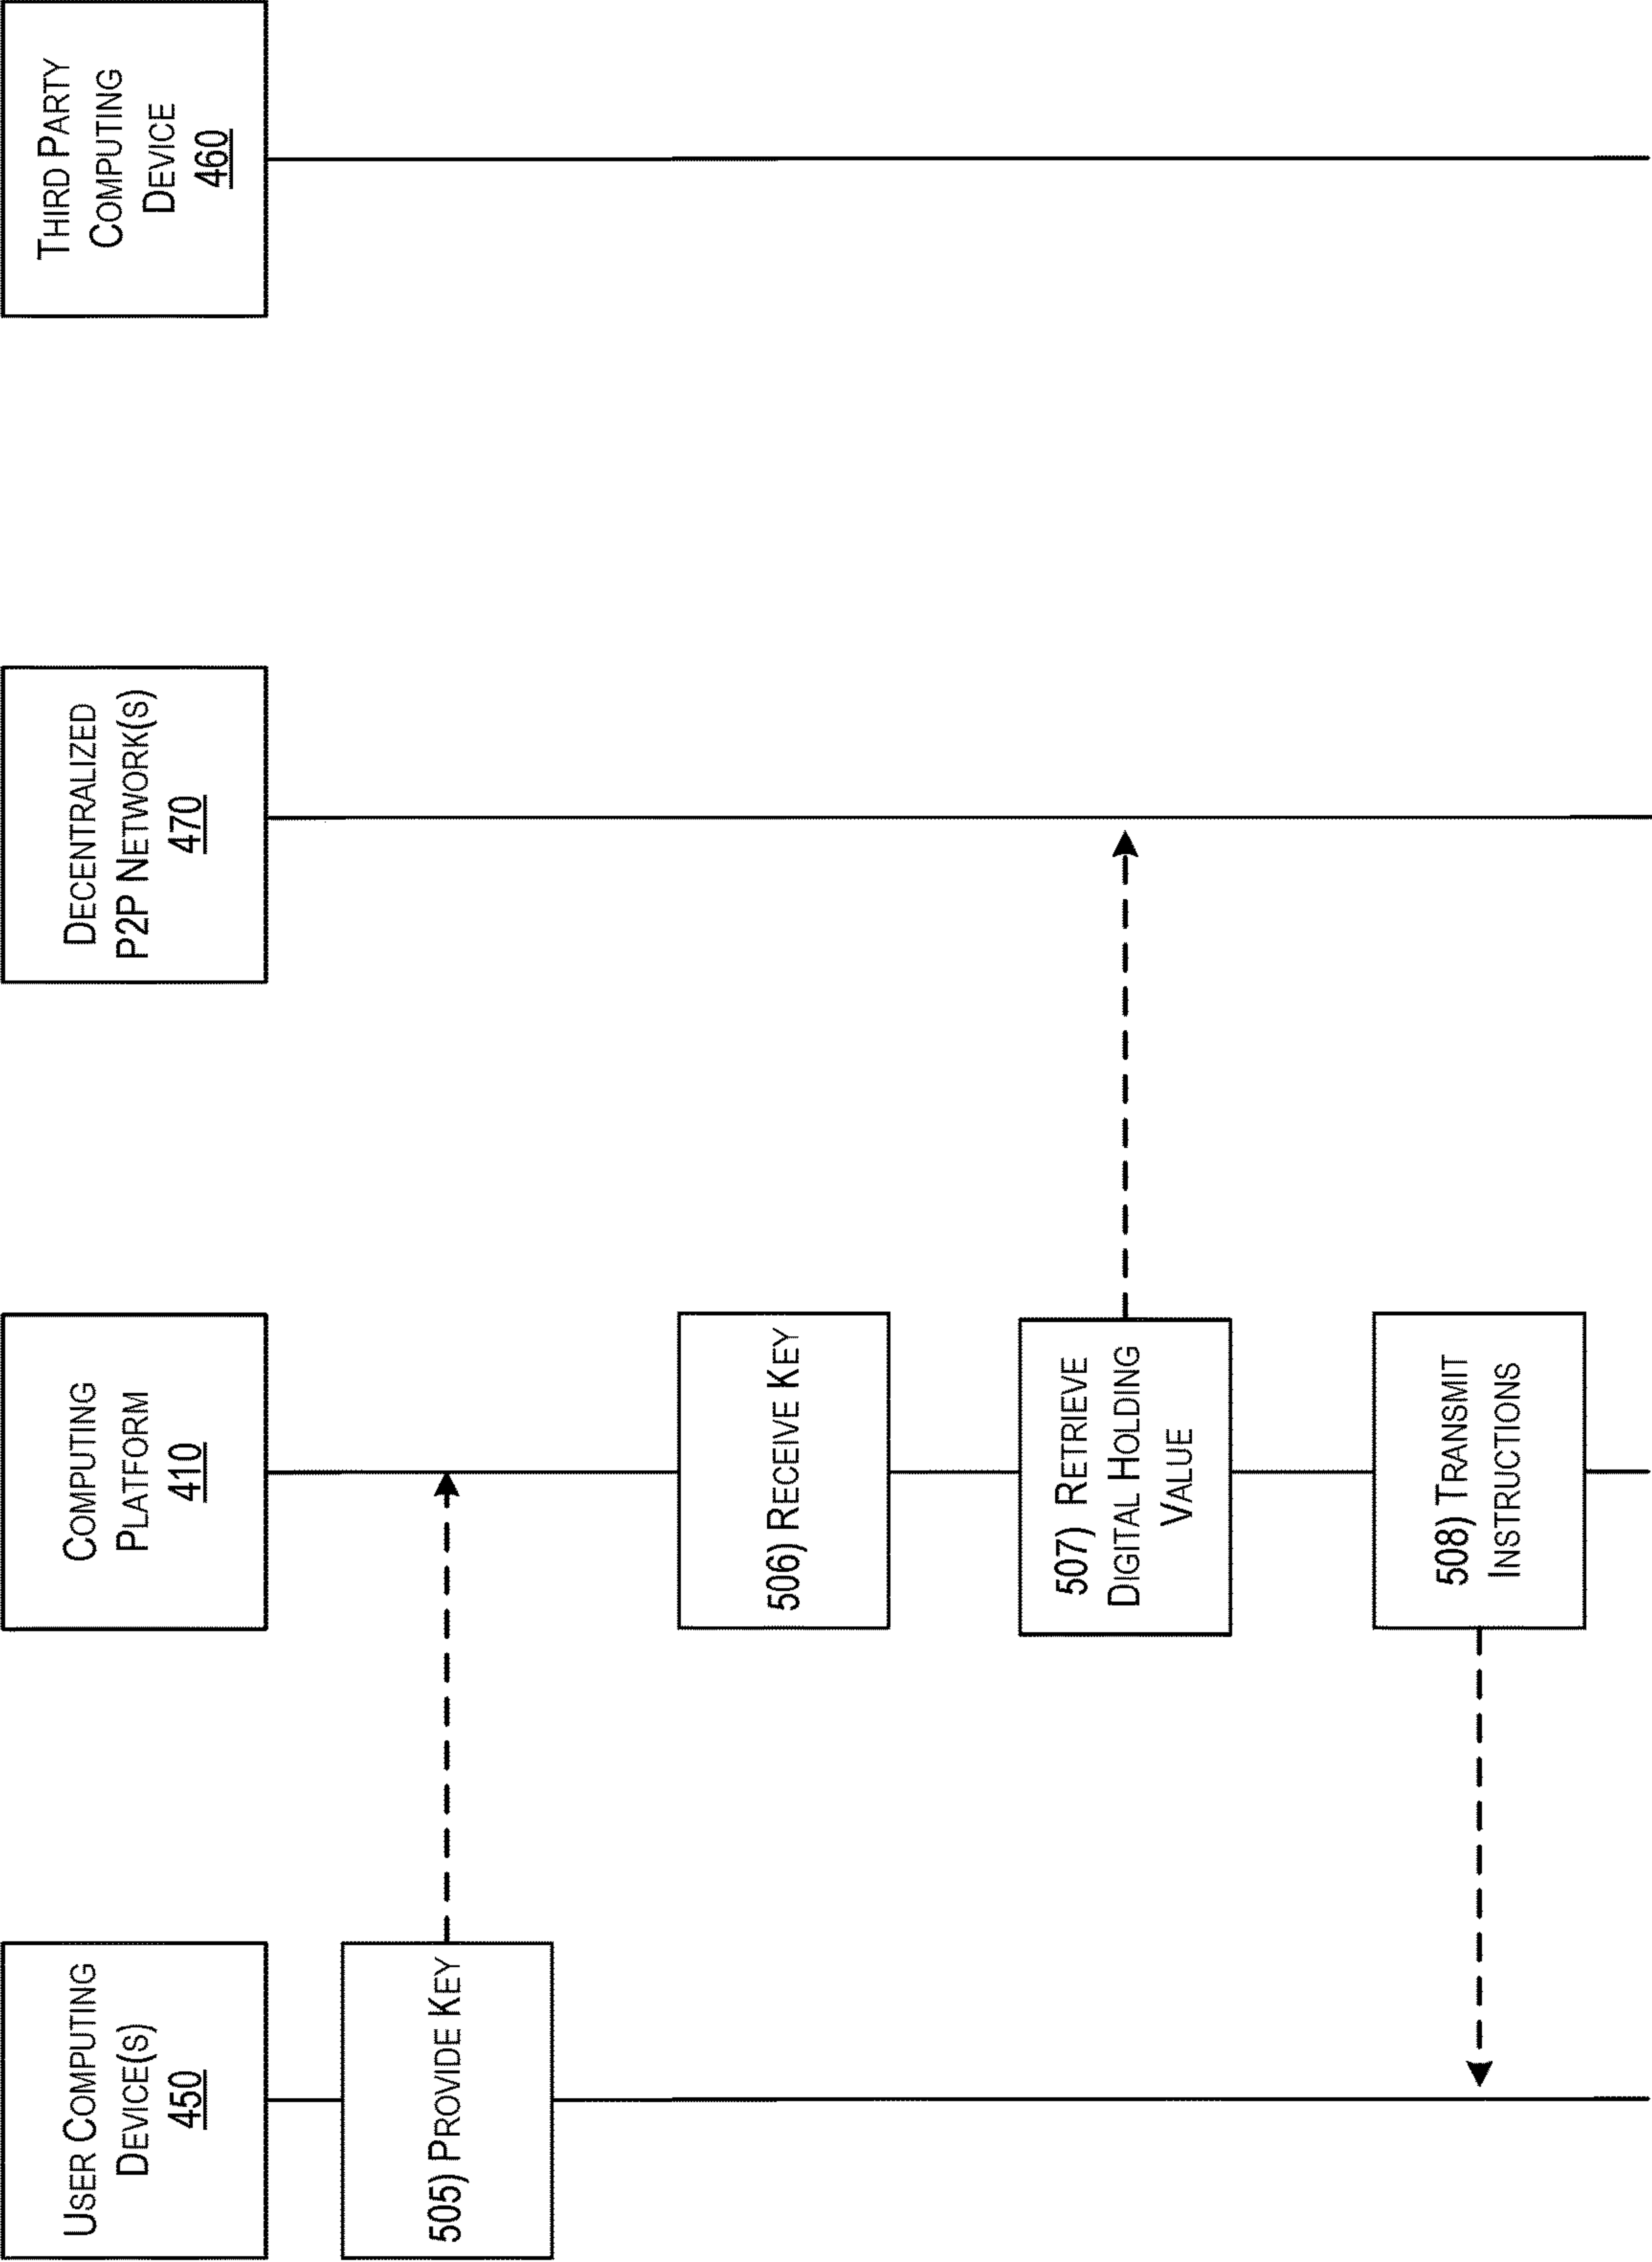 USER COMPUTING
DEVICE(S)
450
COMPUTING
PLATFORM
410
DECENTRALIZED
P2P NETWORK(S)
470
THIRD PARTY
COMPUTING
DEVICE
460
505) PROVIDE KEY
506) RECEIVE KEY
507) RETRIEVE
DIGITAL HOLDING
VALUE
508) TRANSMIT
INSTRUCTIONS